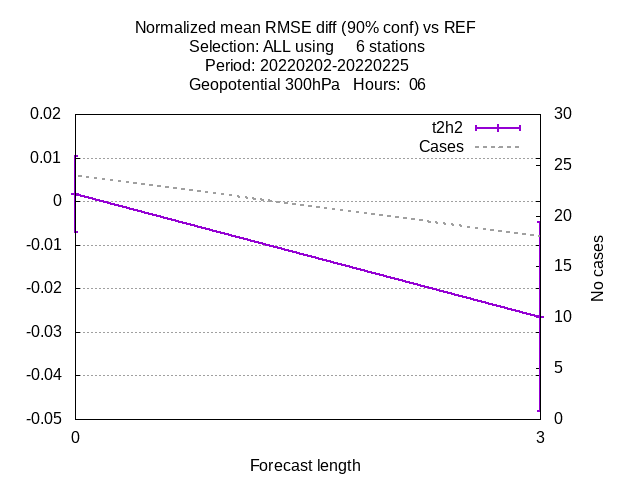 Normalized mean RMSE diff (90% conf) vs REF
Selection: ALL using     6 stations
Period: 20220202-20220225
Geopotential 300hPa   Hours:  06
0.02
0.01
0
-0.01
-0.02
-0.03
-0.04
-0.05
t2h2
Cases
30
25
20
15
10
5
0
No cases
0
3
Forecast length